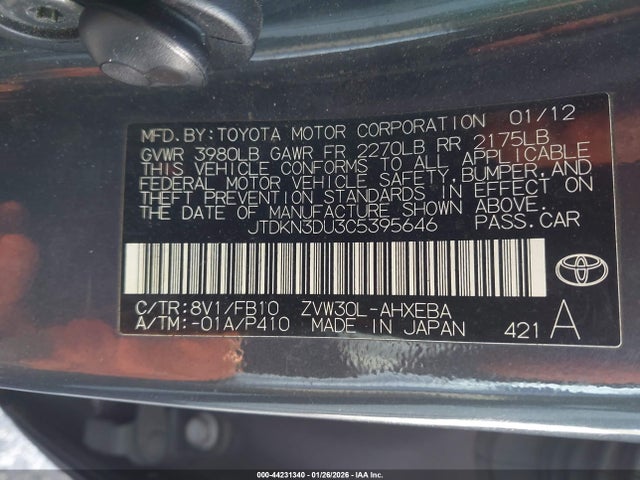 MFD. BY: TOYOTA MOTOR CORPORATION 01/12
GVWR 3980LB GAWR FR 2270LB RR 2175LB
THIS VEHICLE CONFORMS TO ALL APPLICABLE
FEDERAL MOTOR VEHICLE SAFETY, BUMPER, AND
THEFT PREVENTION STANDARDS IN EFFECT ON
THE DATE OF MANUFACTURE SHOWN ABOVE.
JTDKN3DU3C5395646 PASS. CAR
C/TR: 8V1/FB10 ZVW30L-AHXEBA
A/TM: -01A/P410 MADE IN JAPAN 421 A
000-44231340 | 01/26/2026 | IAA Inc.